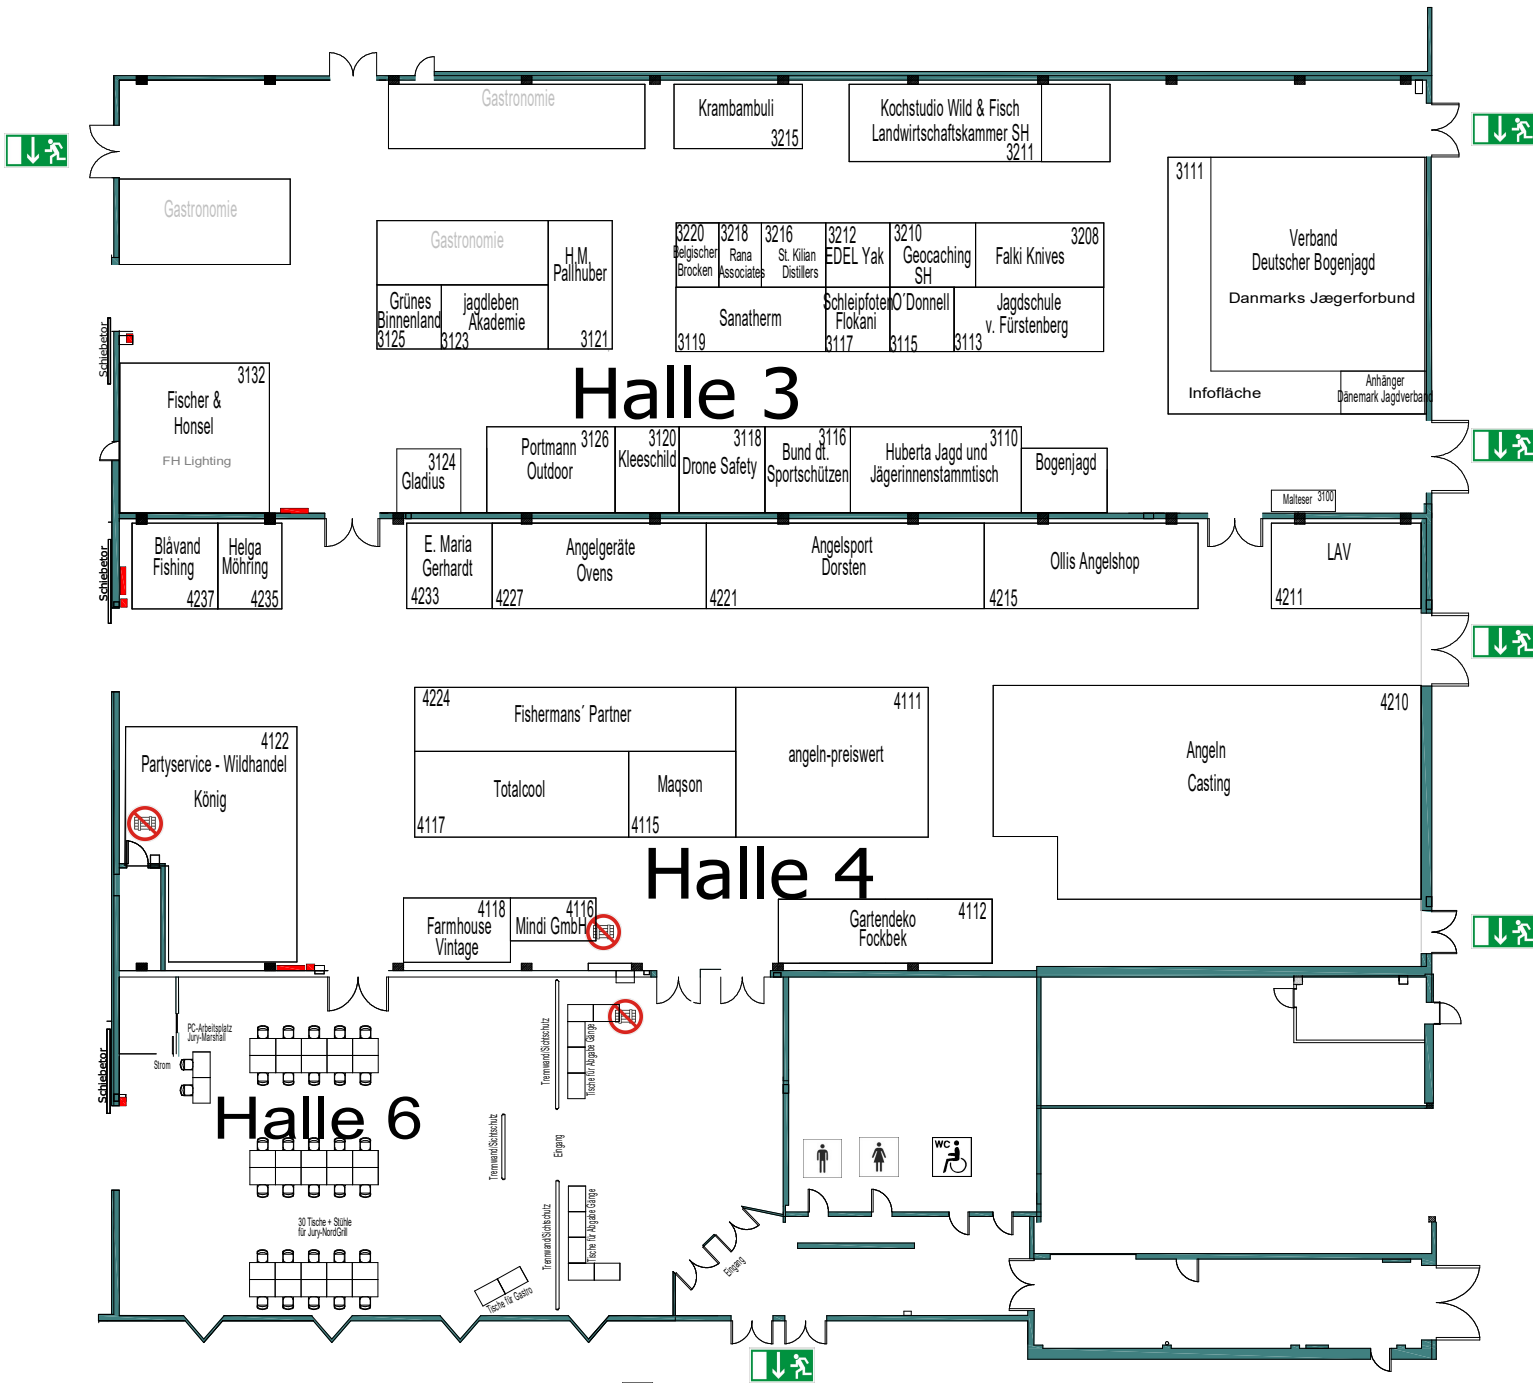 Gastronomie
Krambambuli
3215
Kochstudio Wild & Fisch
Landwirtschaftskammer SH
3211
Gastronomie
3111
Verband
Deutscher Bogenjagd
Danmarks Jægerforbund
Infofläche
Anhänger
Dänemark Jagdverband
Gastronomie
H.M.
Pallhuber
3121
Grünes
Binnenland
3125
jagdleben
Akademie
3123
3220
Belgischer
Brocken
3218
Rana
Associates
3216
St. Kilian
Distillers
3212
EDEL Yak
3210
Geocaching
SH
3208
Falki Knives
Sanatherm
3119
Schleipfoten
Flokani
3117
O´Donnell
3115
Jagdschule
v. Fürstenberg
3113
Schiebetor
3132
Fischer &
Honsel
FH Lighting
Halle 3
3124
Gladius
Portmann
3126
Outdoor
3120
Kleeschild
3118
Drone Safety
3116
Bund dt.
Sportschützen
3110
Huberta Jagd und
Jägerinnenstammtisch
Bogenjagd
Malteser
3100
Schiebetor
Blåvand
Fishing
4237
Helga
Möhring
4235
E. Maria
Gerhardt
4233
Angelgeräte
Ovens
4227
Angelsport
Dorsten
4221
Ollis Angelshop
4215
LAV
4211
4224
Fishermans´ Partner
4111
angeln-preiswert
4210
Angeln
Casting
4122
Partyservice - Wildhandel
König
Totalcool
4117
Maqson
4115
Halle 4
4118
Farmhouse
Vintage
4116
Mindi GmbH
4112
Gartendeko
Fockbek
Schiebetor
PC-Arbeitsplatz
Jury-Marshall
Strom
Trennwand/Sichtschutz
Tische für Abgabe Gänge
Halle 6
Trennwand/Sichtschutz
Eingang
WC
30 Tische + Stühle
für Jury-NordGrill
Trennwand/Sichtschutz
Tische für Abgabe Gänge
Tische für Gastro
Eingang